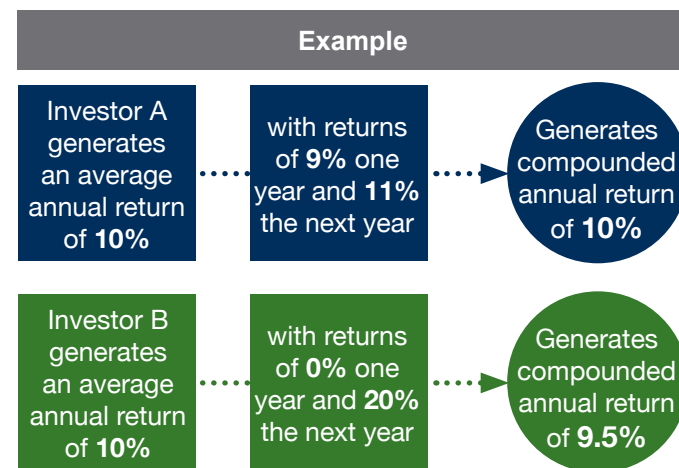 Example
Investor A
generates
an average
annual return
of 10%
with returns
of 9% one
year and 11%
the next year
Generates
compounded
annual return
of 10%
Investor B
generates
an average
annual return
of 10%
with returns
of 0% one
year and 20%
the next year
Generates
compounded
annual return
of 9.5%